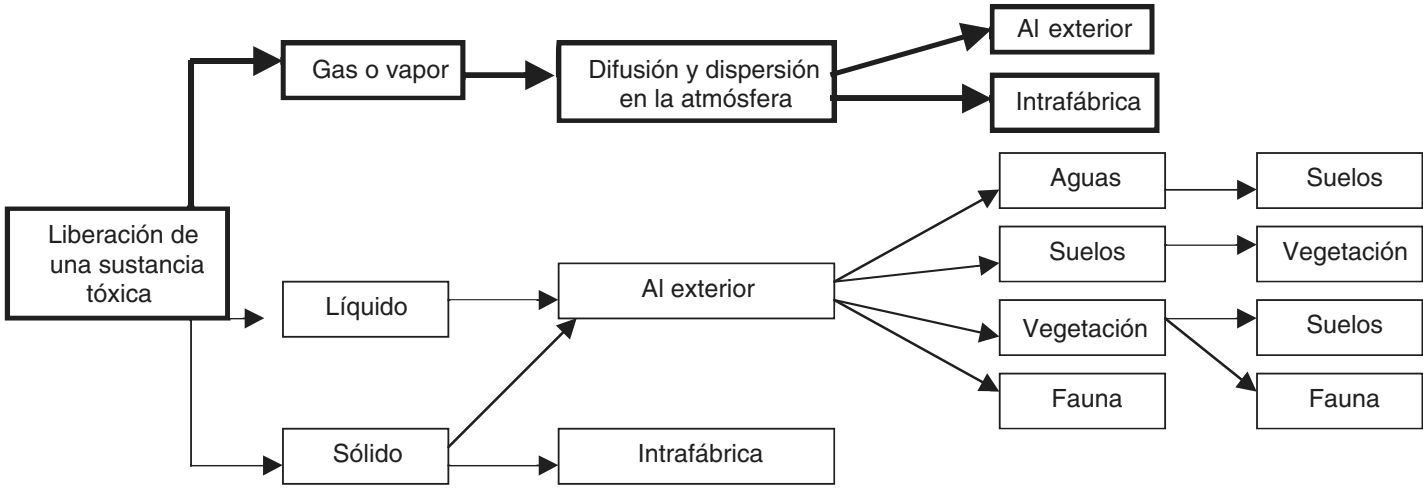 Liberación de
una sustancia
tóxica
Gas o vapor
Difusión y dispersión
en la atmósfera
Al exterior
Intrafábrica
Líquido
Al exterior
Aguas
Suelos
Suelos
Vegetación
Vegetación
Suelos
Fauna
Fauna
Sólido
Intrafábrica